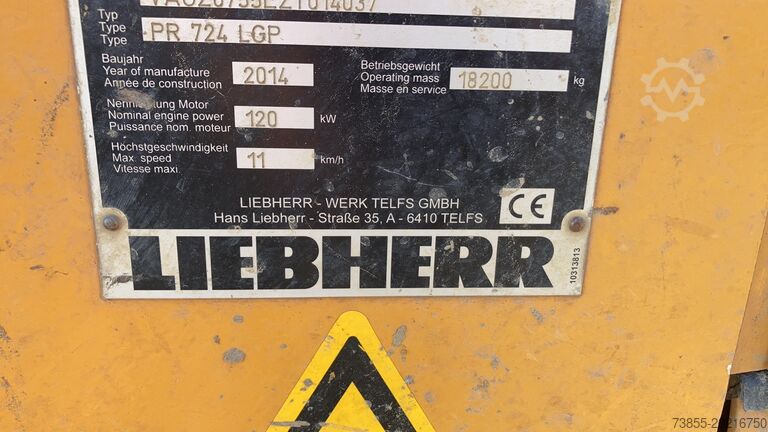 Typ
Type PR 724 LGP
Type
Baujahr
Year of manufacture 2014
Année de construction
Betriebsgewicht
Operating mass 18200 kg
Masse en service
Nennleistung Motor
Nominal engine power 120 kW
Puissance nom. moteur
Höchstgeschwindigkeit
Max. speed 11 km/h
Vitesse maxi.
LIEBHERR - WERK TELFS GMBH
Hans Liebherr - Straße 35, A - 6410 TELFS
CE
LIEBHERR
10313813